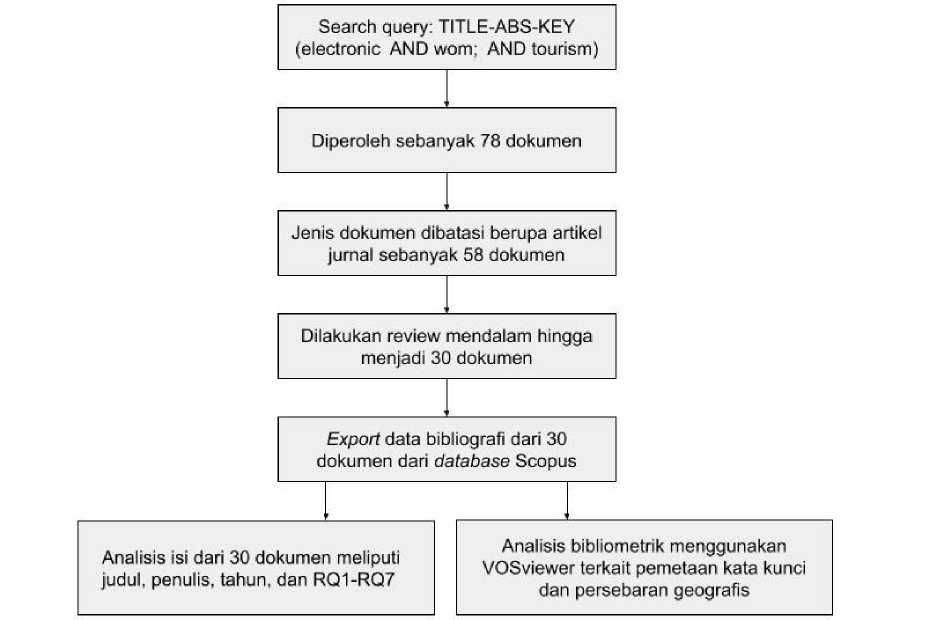 Search query: TITLE-ABS-KEY
(electronic AND wom; AND tourism)
Diperoleh sebanyak 78 dokumen
Jenis dokumen dibatasi berupa artikel
jurnal sebanyak 58 dokumen
Dilakukan review mendalam hingga
menjadi 30 dokumen
Export data bibliografi dari 30
dokumen dari database Scopus
Analisis isi dari 30 dokumen meliputi
judul, penulis, tahun, dan RQ1-RQ7
Analisis bibliometrik menggunakan
VOSviewer terkait pemetaan kata kunci
dan persebaran geografis